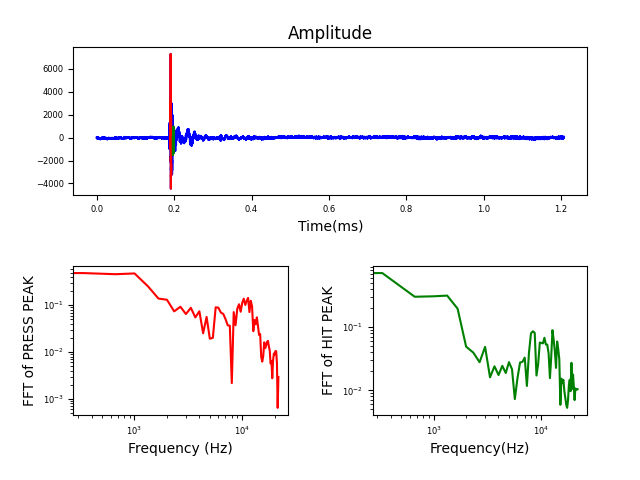 Amplitude
6000
4000
2000
0
−2000
−4000
0.0 0.2 0.4 0.6 0.8 1.0 1.2
Time(ms)
FFT of PRESS PEAK
10⁻¹
10⁻²
10⁻³
10³ 10⁴
Frequency (Hz)
FFT of HIT PEAK
10⁻¹
10⁻²
10³ 10⁴
Frequency(Hz)